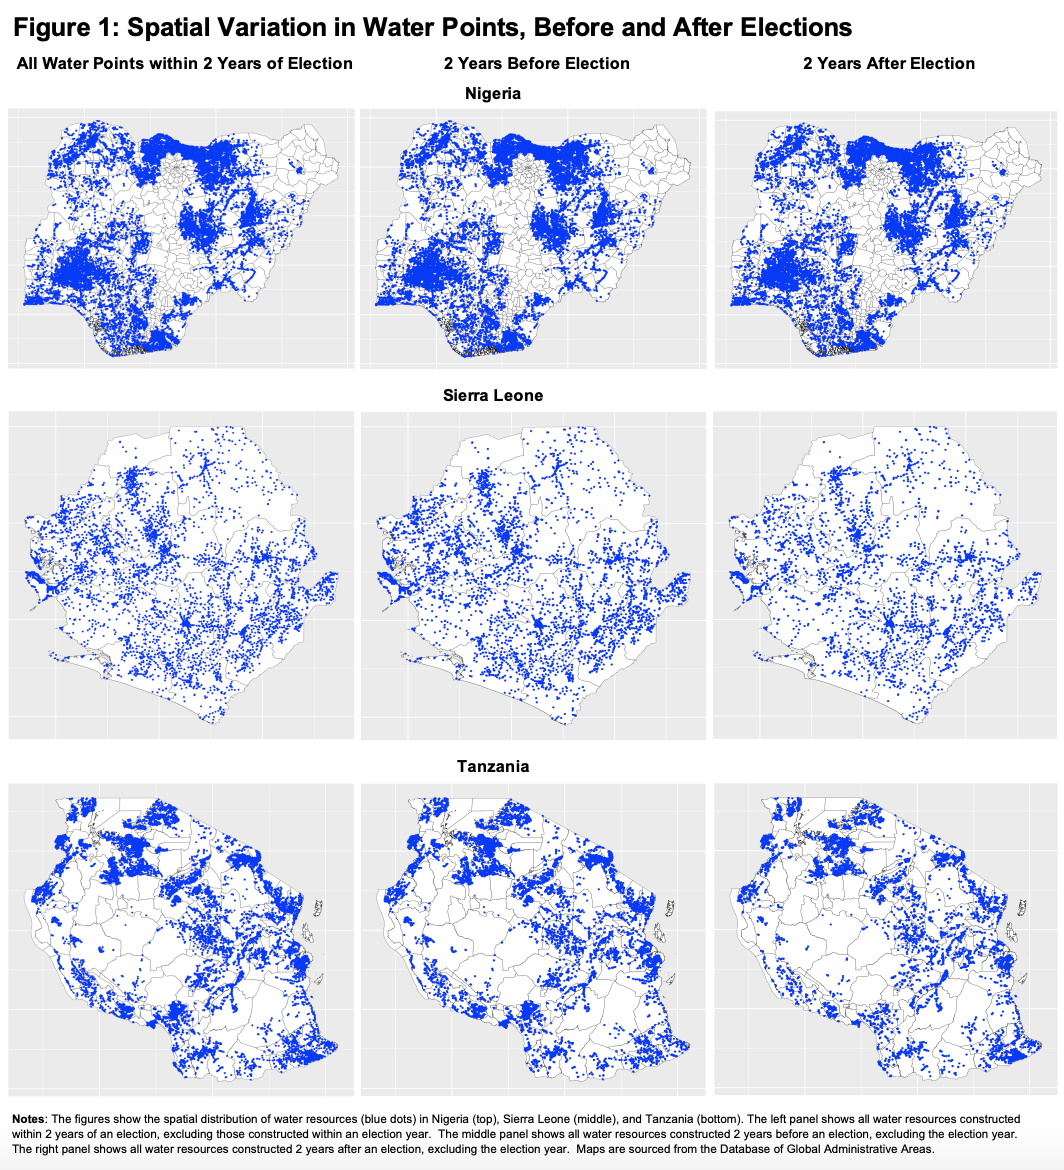 Figure 1: Spatial Variation in Water Points, Before and After Elections
All Water Points within 2 Years of Election
2 Years Before Election
2 Years After Election
Nigeria
Sierra Leone
Tanzania
Notes: The figures show the spatial distribution of water resources (blue dots) in Nigeria (top), Sierra Leone (middle), and Tanzania (bottom). The left panel shows all water resources constructed
within 2 years of an election, excluding those constructed within an election year. The middle panel shows all water resources constructed 2 years before an election, excluding the election year.
The right panel shows all water resources constructed 2 years after an election, excluding the election year. Maps are sourced from the Database of Global Administrative Areas.